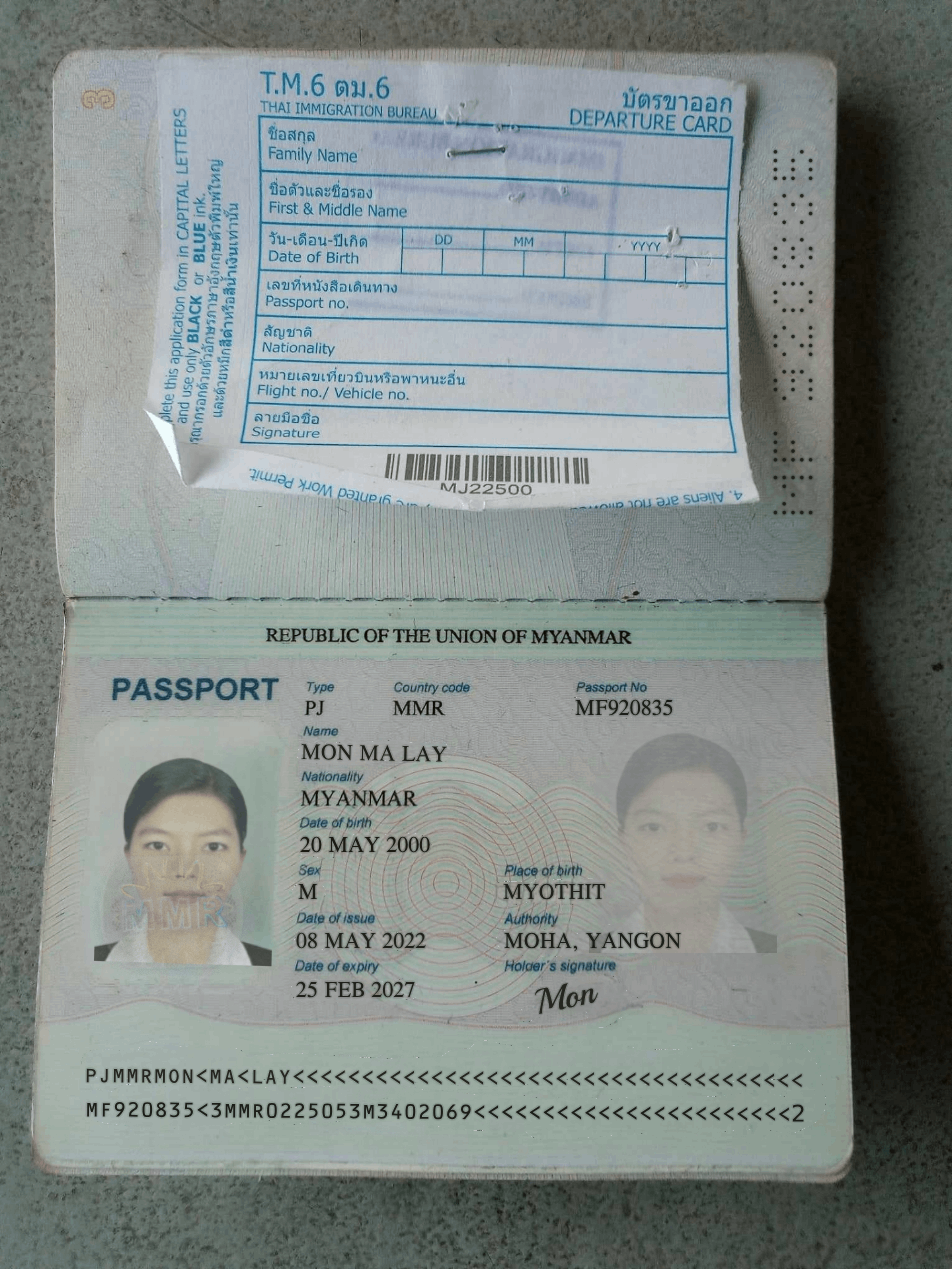 T.M.6 ตม.6
THAI IMMIGRATION BUREAU
บัตรขาออก
DEPARTURE CARD
ชื่อสกุล
Family Name
ชื่อตัวและชื่อรอง
First & Middle Name
วัน-เดือน-ปีเกิด
Date of Birth
DD MM YYYY
เลขที่หนังสือเดินทาง
Passport no.
สัญชาติ
Nationality
หมายเลขเที่ยวบินหรือพาหนะอื่น
Flight no./ Vehicle no.
ลายมือชื่อ
Signature
MJ22500
this application form in CAPITAL LETTERS
and use only BLACK or BLUE ink.
กรอกด้วยตัวอักษรภาษาอังกฤษตัวพิมพ์ใหญ่
และด้วยหมึกสีดำหรือสีน้ำเงินเท่านั้น
4. Aliens are not
granted Work Permit.
3
REPUBLIC OF THE UNION OF MYANMAR
PASSPORT
Type Country code Passport No
PJ MMR MF920835
Name
MON MA LAY
Nationality
MYANMAR
Date of birth
20 MAY 2000
Sex Place of birth
M MYOTHIT
Date of issue Authority
08 MAY 2022 MOHA, YANGON
Date of expiry Holder's signature
25 FEB 2027 Mon
PJMMRMON<MA<LAY<<<<<<<<<<<<<<<<<<<<<<<<<<<<<
MF920835<3MMR0225053M3402069<<<<<<<<<<<<<<<<<<<<<<2